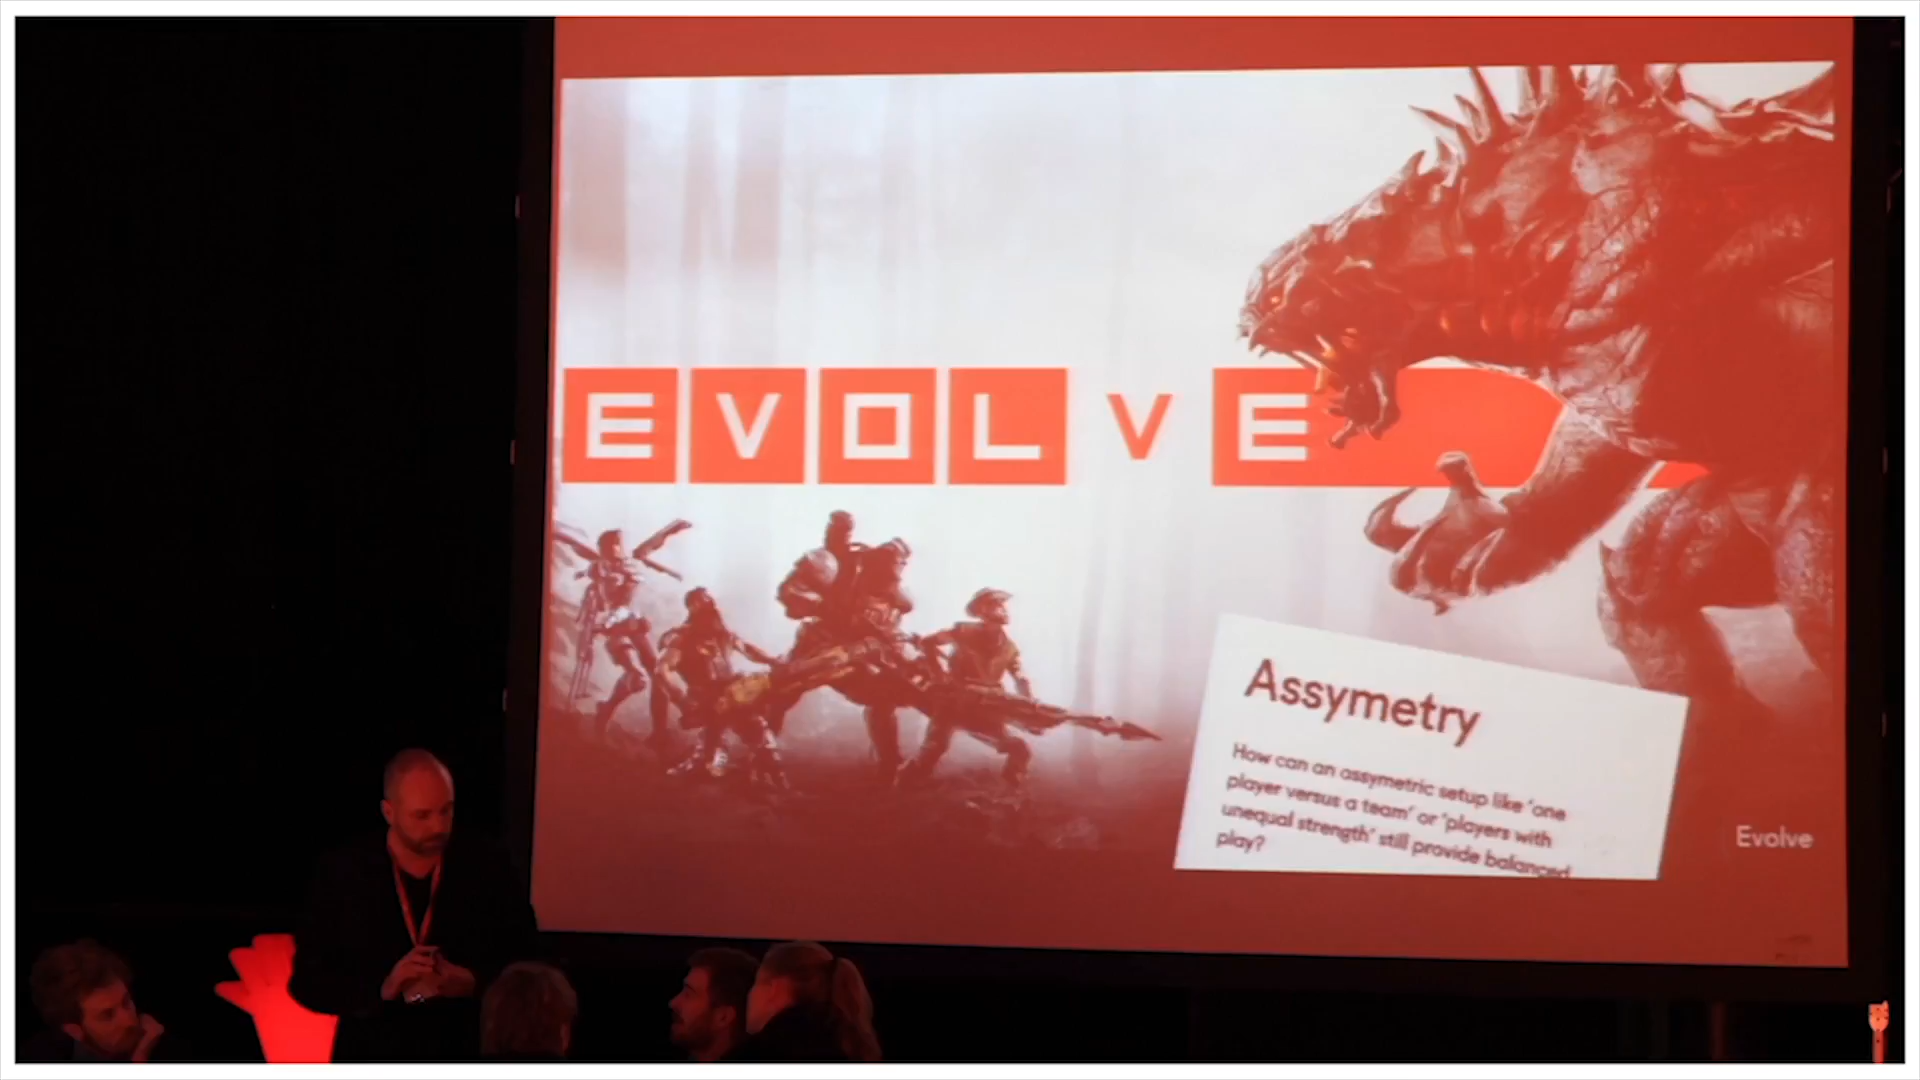 EVOLVE
Assymetry
How can an assymetric setup like 'one
player versus a team' or 'players with
unequal strength' still provide balanced
play?
Evolve